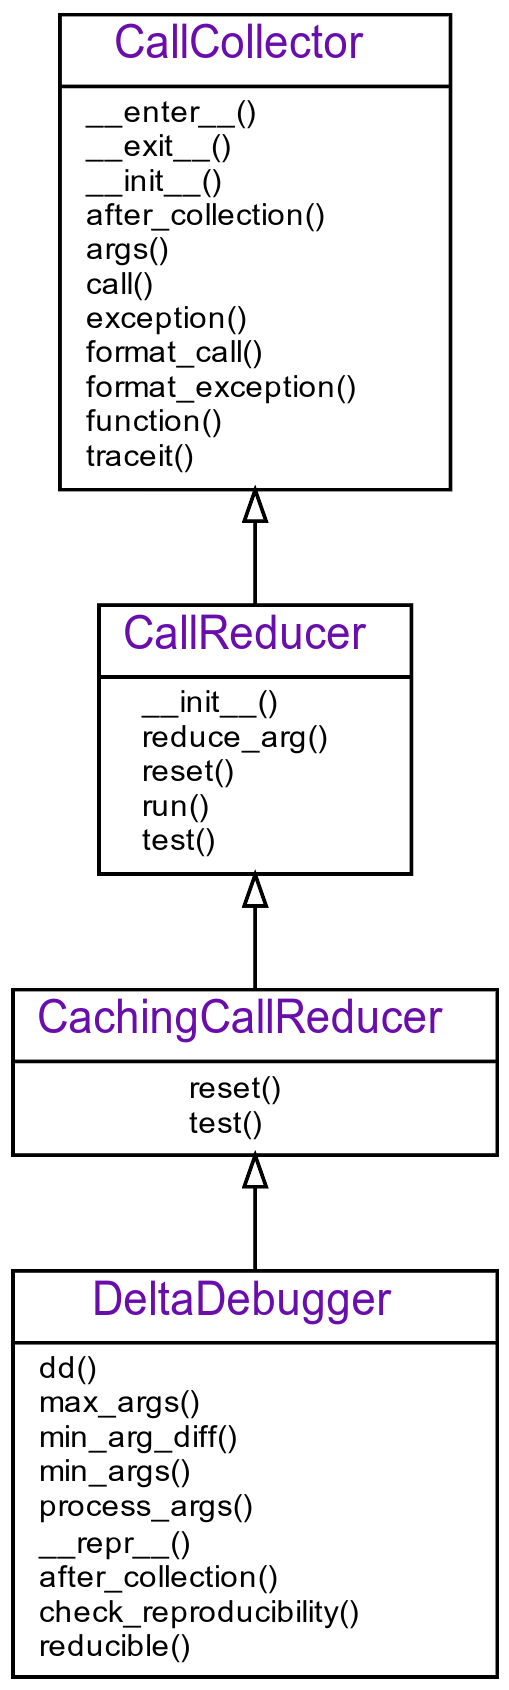 CallCollector
__enter__()
__exit__()
__init__()
after_collection()
args()
call()
exception()
format_call()
format_exception()
function()
traceit()
CallReducer
__init__()
reduce_arg()
reset()
run()
test()
CachingCallReducer
reset()
test()
DeltaDebugger
dd()
max_args()
min_arg_diff()
min_args()
process_args()
__repr__()
after_collection()
check_reproducibility()
reducible()